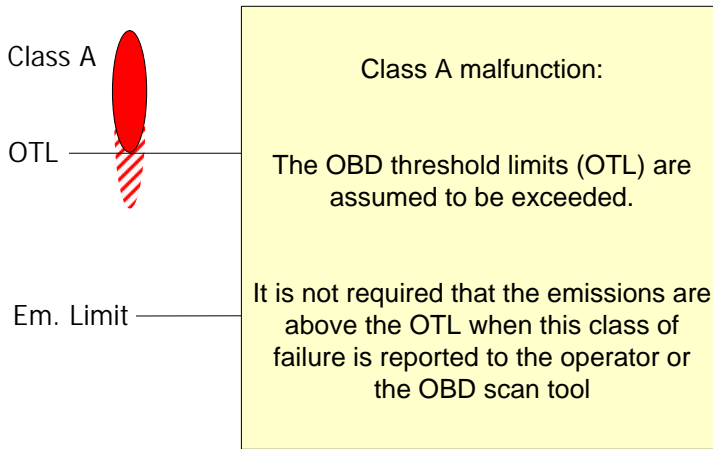 Class A
OTL
Em. Limit
Class A malfunction:
The OBD threshold limits (OTL) are
assumed to be exceeded.
It is not required that the emissions are
above the OTL when this class of
failure is reported to the operator or
the OBD scan tool